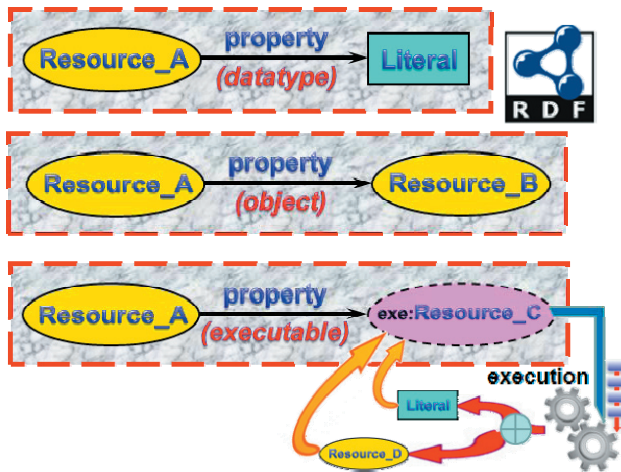 Resource_A
property
(datatype)
Literal
RDF
Resource_A
property
(object)
Resource_B
Resource_A
property
(executable)
exe:Resource_C
execution
Literal
Resource_D